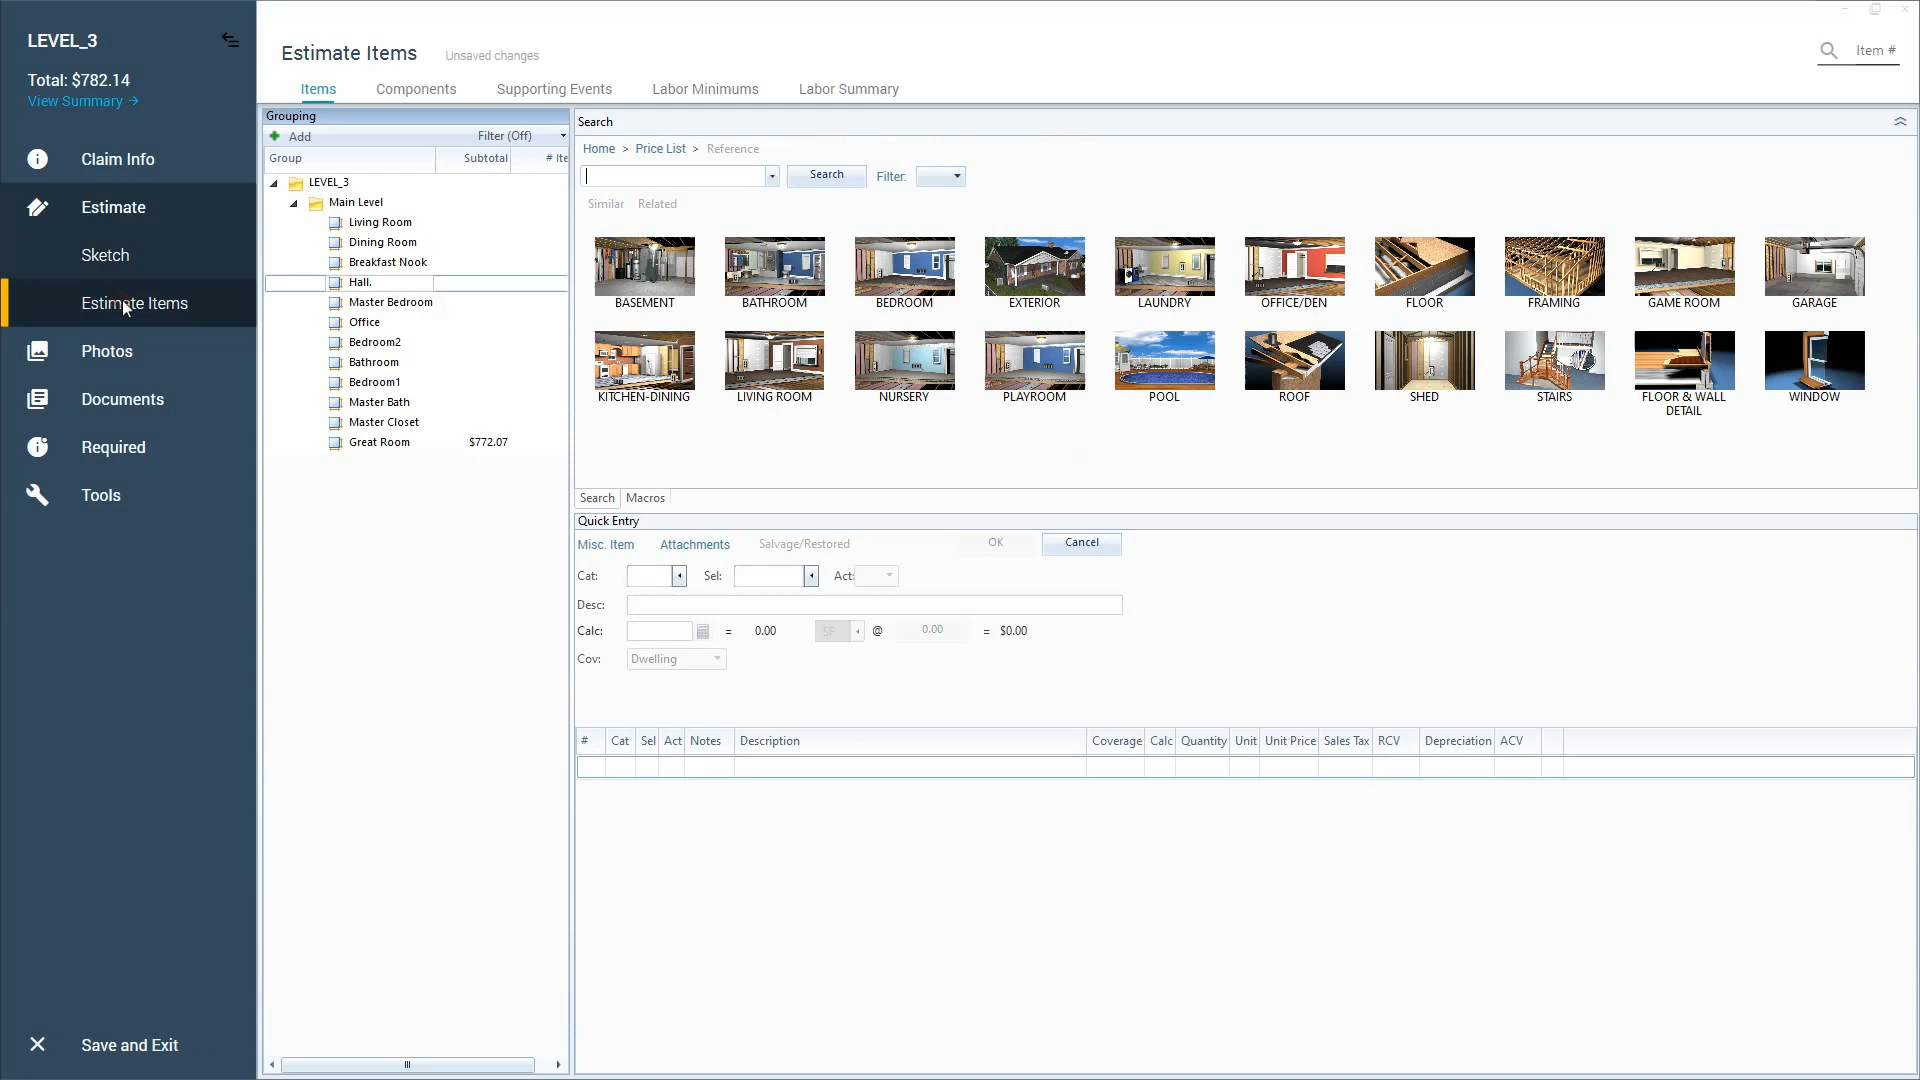 LEVEL_3
Total: $782.14
View Summary
Claim Info
Estimate
Sketch
Estimate Items
Photos
Documents
Required
Tools
Save and Exit
Estimate Items
Unsaved changes
Item #
Items
Components
Supporting Events
Labor Minimums
Labor Summary
Grouping
Add
Filter (Off)
Group
Subtotal
# Ite
LEVEL_3
Main Level
Living Room
Dining Room
Breakfast Nook
Hall.
Master Bedroom
Office
Bedroom2
Bathroom
Bedroom1
Master Bath
Master Closet
Great Room $772.07
Search
Home > Price List > Reference
Search
Filter:
Similar
Related
BASEMENT
BATHROOM
BEDROOM
EXTERIOR
LAUNDRY
OFFICE/DEN
FLOOR
FRAMING
GAME ROOM
GARAGE
KITCHEN-DINING
LIVING ROOM
NURSERY
PLAYROOM
POOL
ROOF
SHED
STAIRS
FLOOR & WALL
DETAIL
WINDOW
Search
Macros
Quick Entry
Misc. Item
Attachments
Salvage/Restored
OK
Cancel
Cat:
Sel:
Act:
Desc:
Calc: = 0.00 SF @ 0.00 = $0.00
Cov: Dwelling
# Cat Sel Act Notes Description Coverage Calc Quantity Unit Unit Price Sales Tax RCV Depreciation ACV